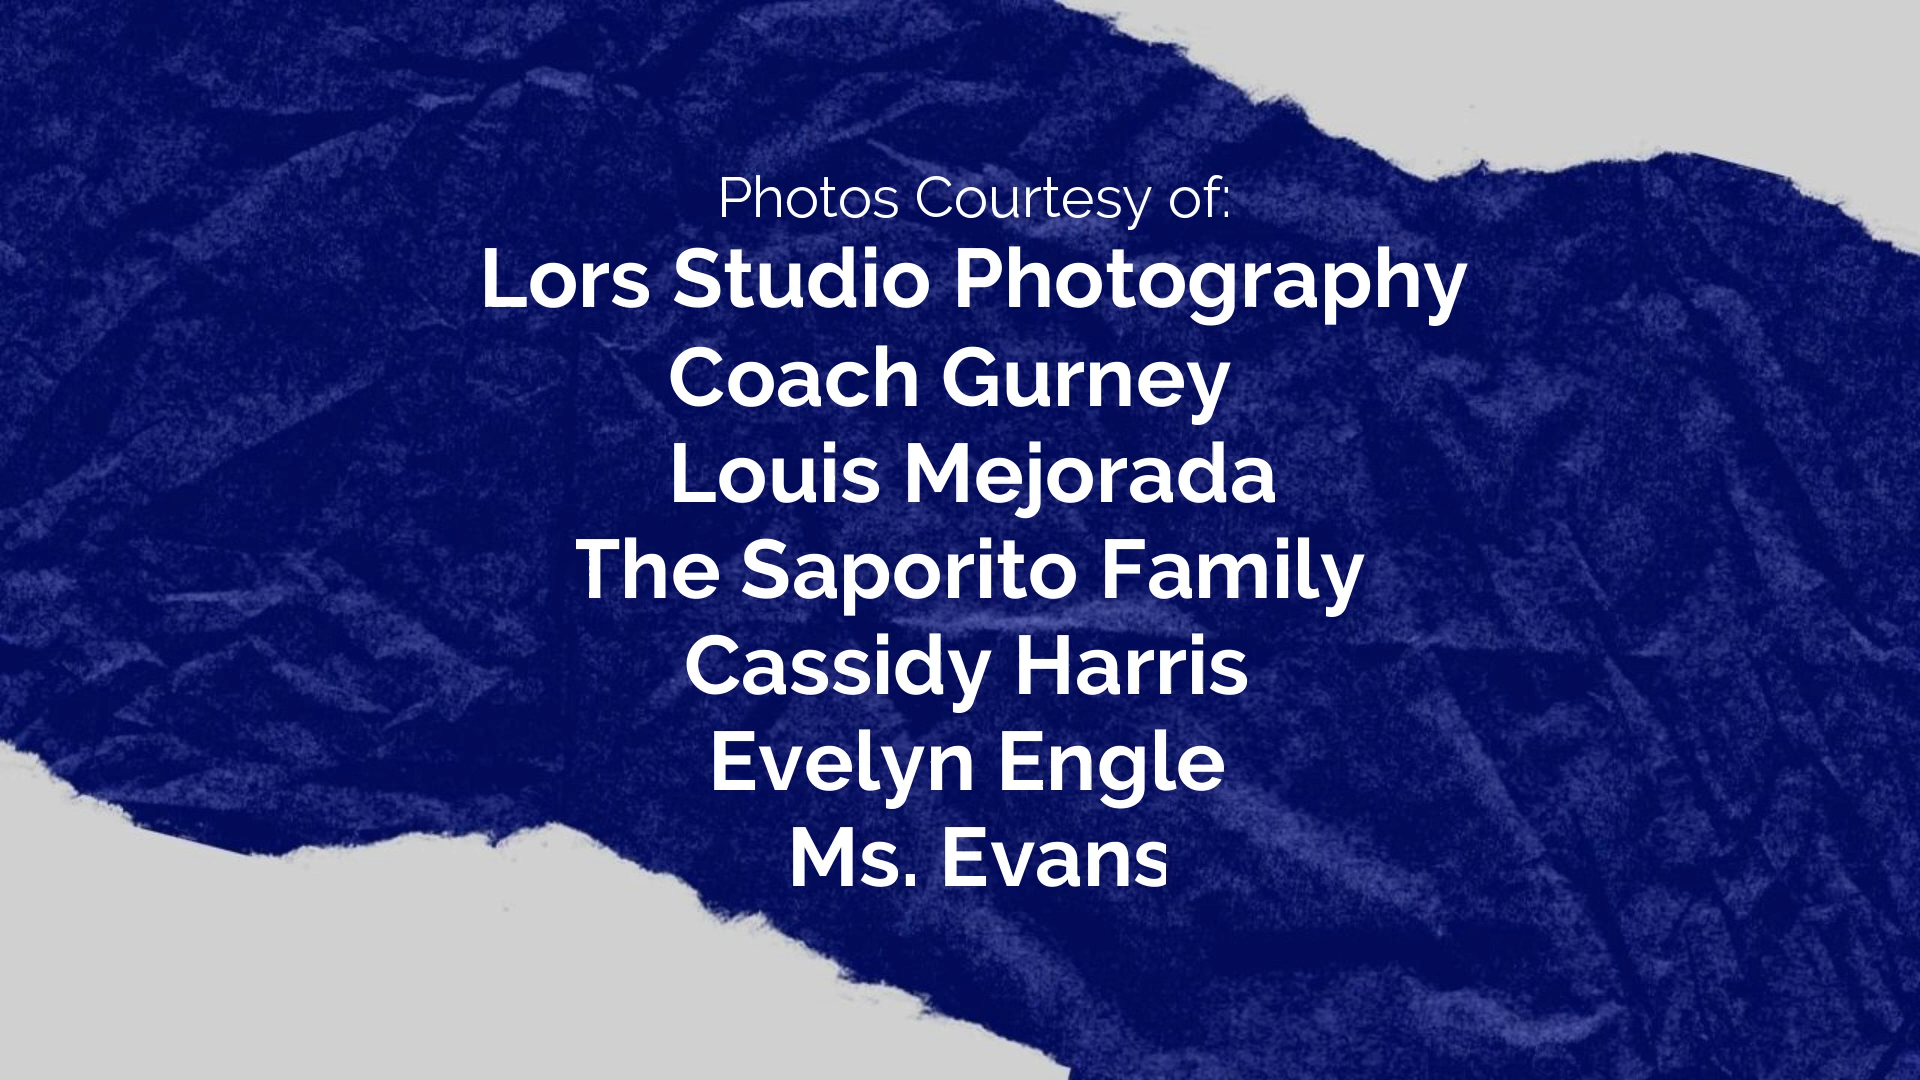 Photos Courtesy of:
Lors Studio Photography
Coach Gurney
Louis Mejorada
The Saporito Family
Cassidy Harris
Evelyn Engle
Ms. Evans